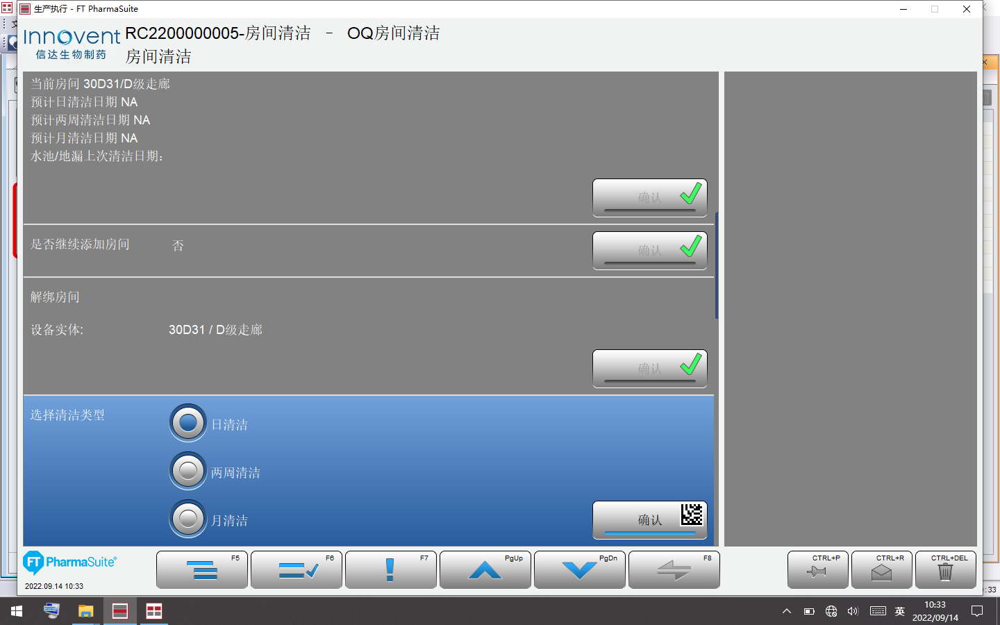 生产执行 - FT PharmaSuite
Innovent
信达生物制药
RC2200000005-房间清洁 - OQ房间清洁
房间清洁
当前房间 30D31/D级走廊
预计日清洁日期 NA
预计两周清洁日期 NA
预计月清洁日期 NA
水池/地漏上次清洁日期：
确认
是否继续添加房间 否
确认
解绑房间
设备实体: 30D31 / D级走廊
确认
选择清洁类型
日清洁
两周清洁
月清洁
确认
FT PharmaSuite®
F5
F6
F7
PgUp
PgDn
F8
CTRL+P
CTRL+R
CTRL+DEL
2022.09.14 10:33
:33
英
10:33
2022/09/14